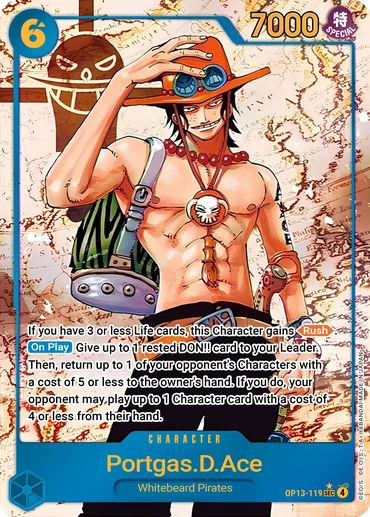 6
7000
特
SPECIAL
If you have 3 or less Life cards, this Character gains Rush
On Play Give up to 1 rested DON!! card to your Leader.
Then, return up to 1 of your opponent's Characters with
a cost of 5 or less to the owner's hand. If you do, your
opponent may play up to 1 Character card with a cost of
4 or less from their hand.
CHARACTER
Portgas.D.Ace
Whitebeard Pirates
OP13-119 SEC 4